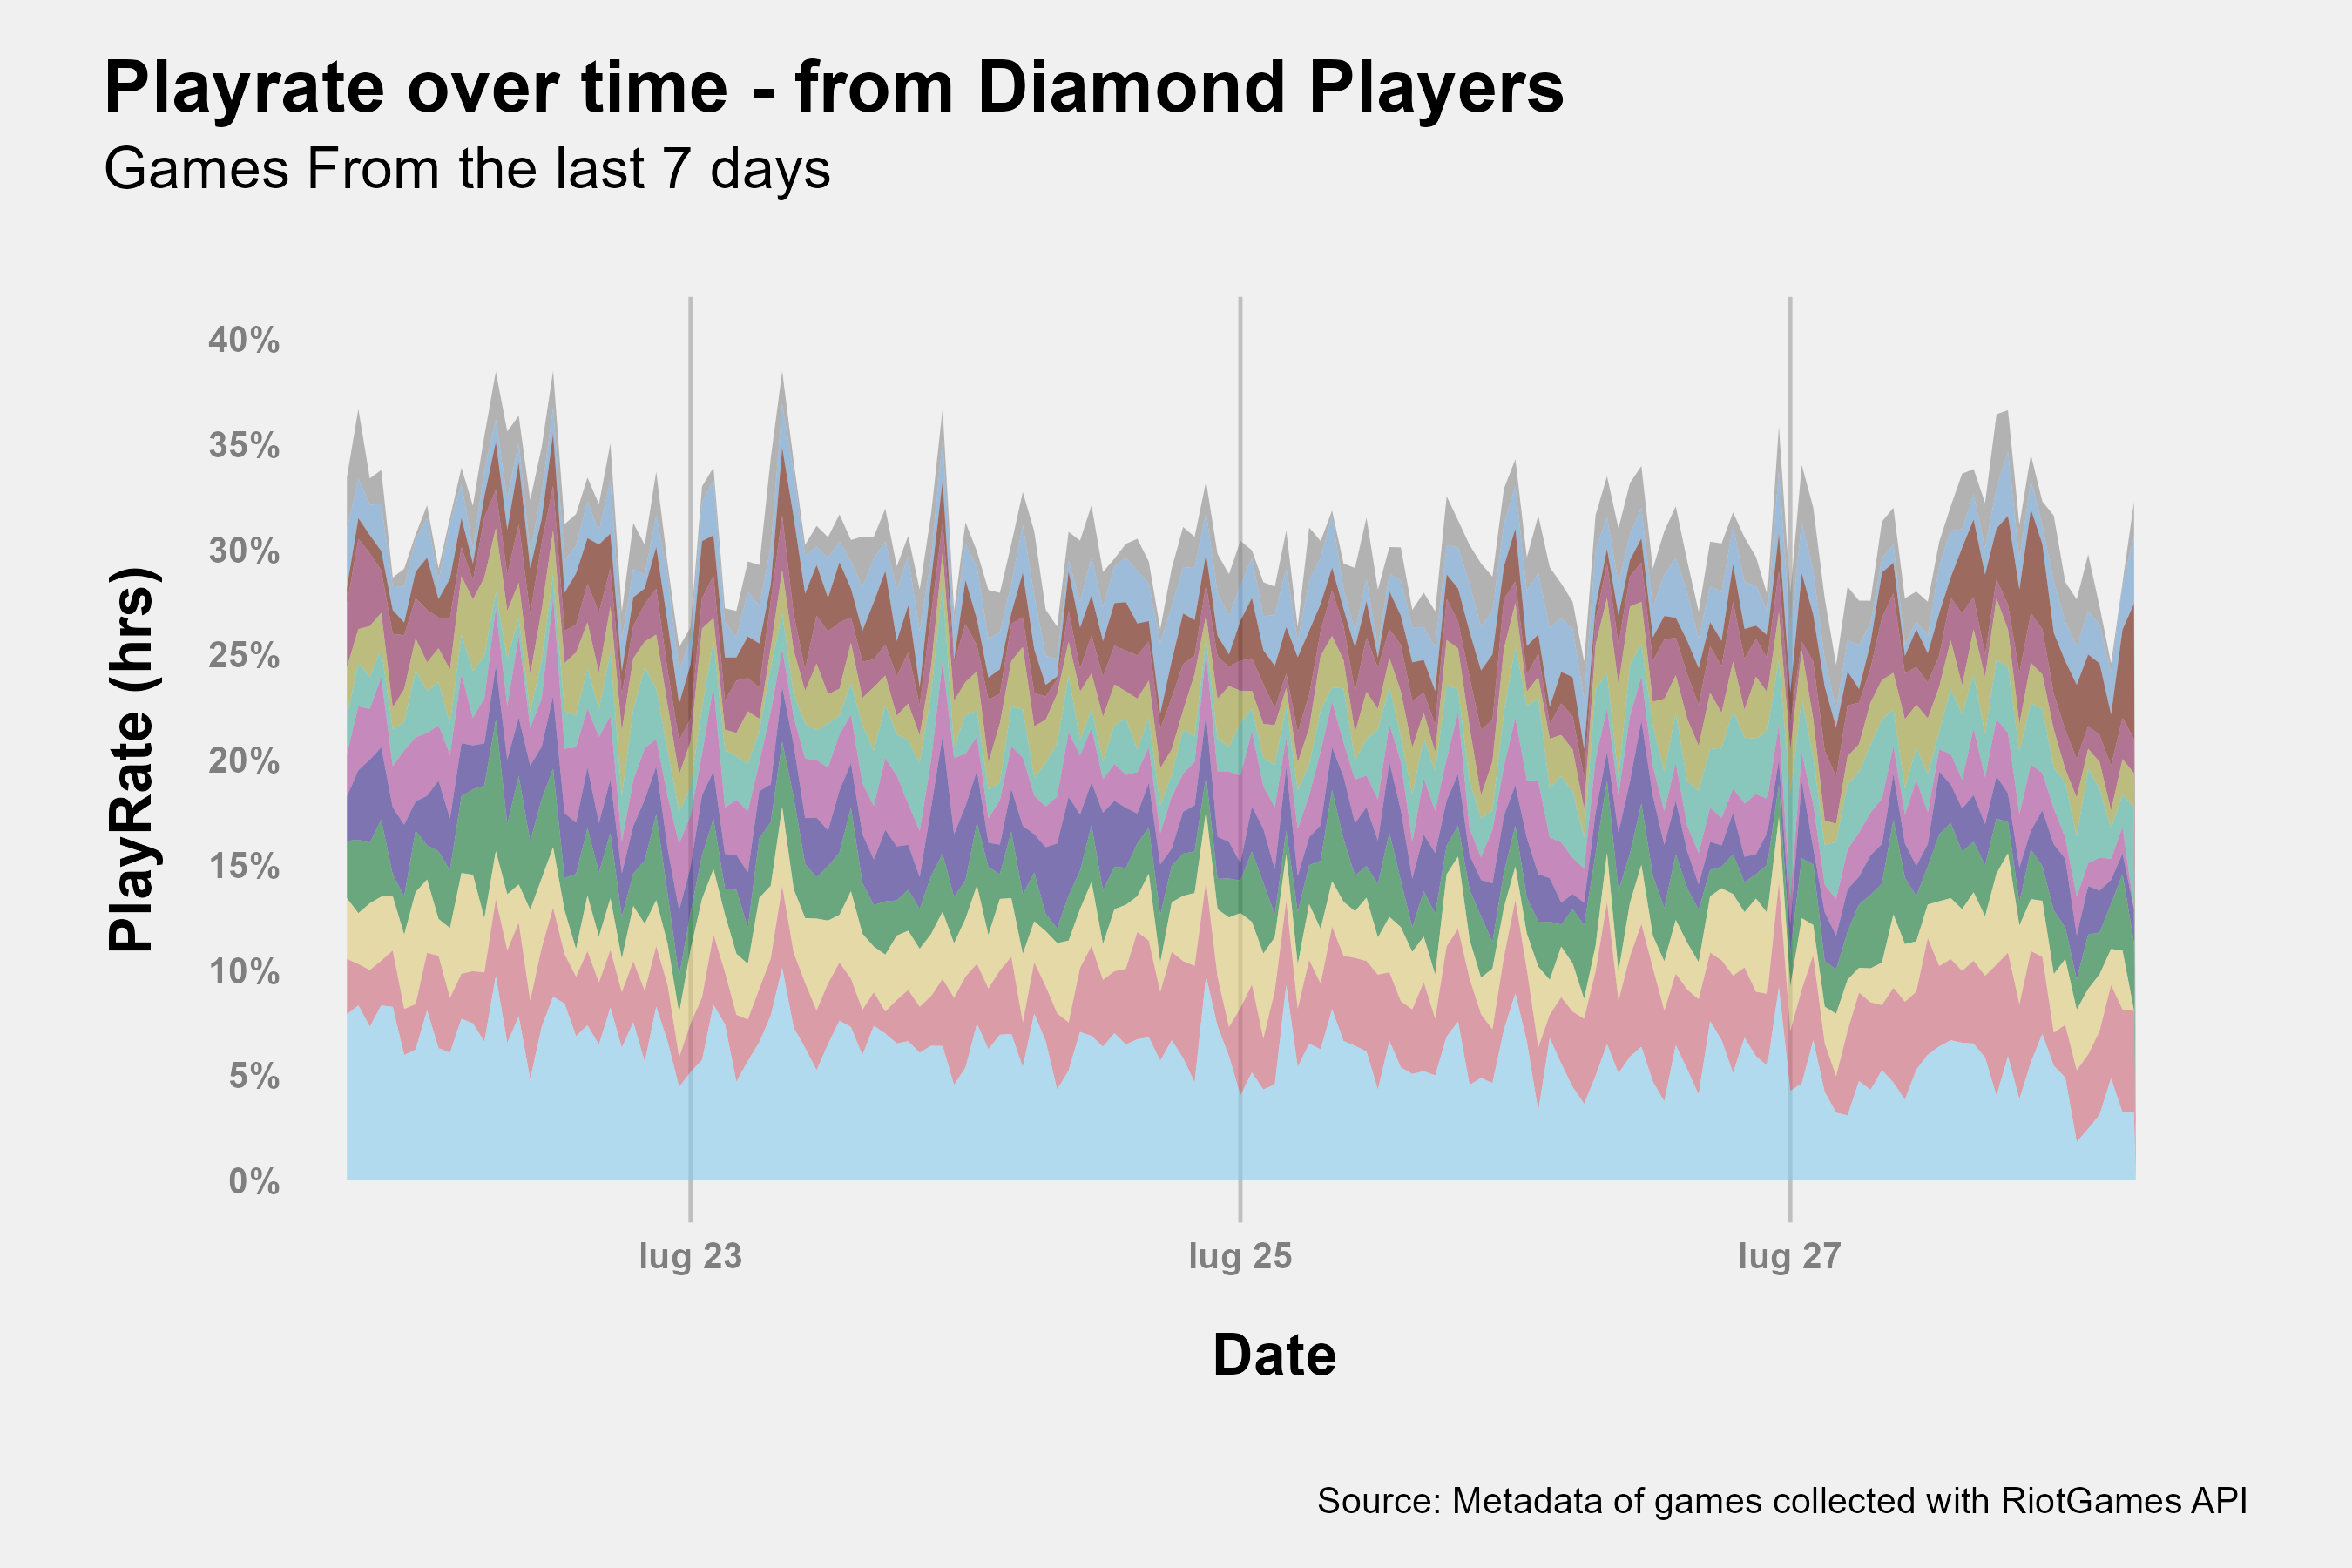 Playrate over time - from Diamond Players
Games From the last 7 days
PlayRate (hrs)
40%
35%
30%
25%
20%
15%
10%
5%
0%
lug 23
lug 25
lug 27
Date
Source: Metadata of games collected with RiotGames API